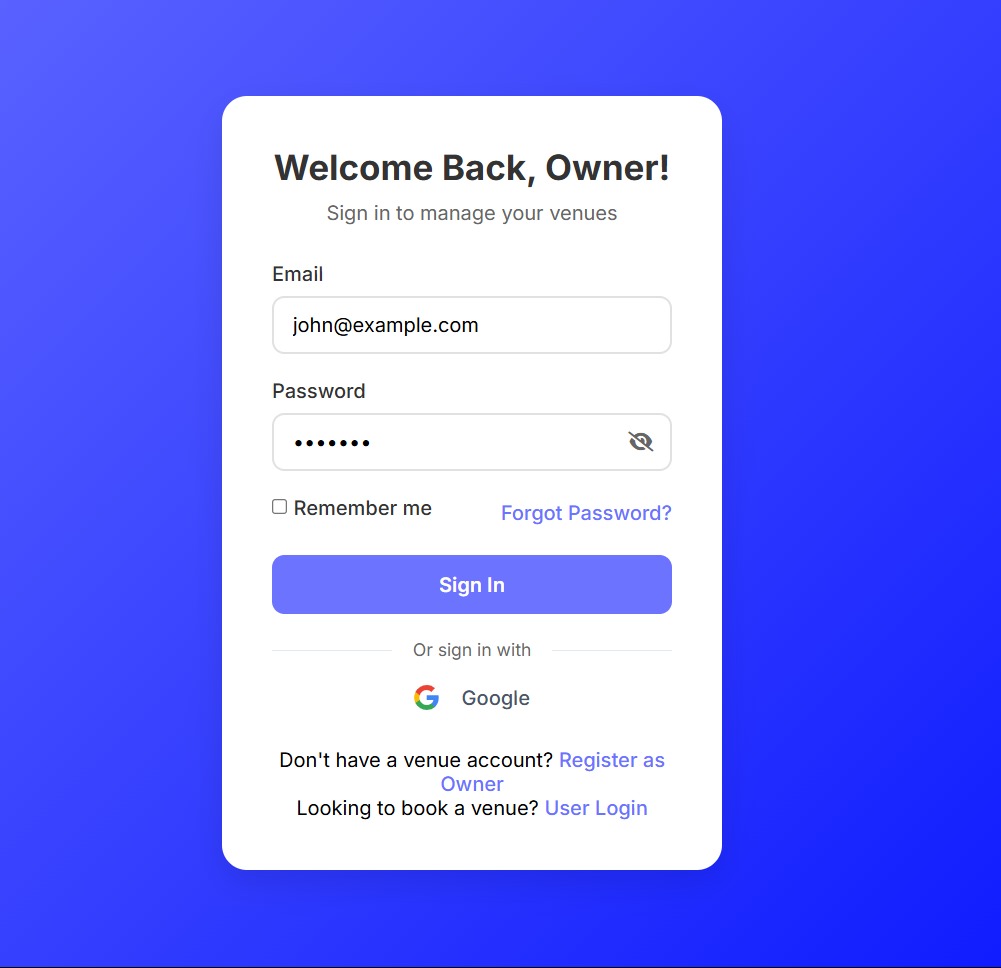 Welcome Back, Owner!
Sign in to manage your venues
Email
john@example.com
Password
•••••••
Remember me
Forgot Password?
Sign In
Or sign in with
Google
Don't have a venue account? Register as
Owner
Looking to book a venue? User Login